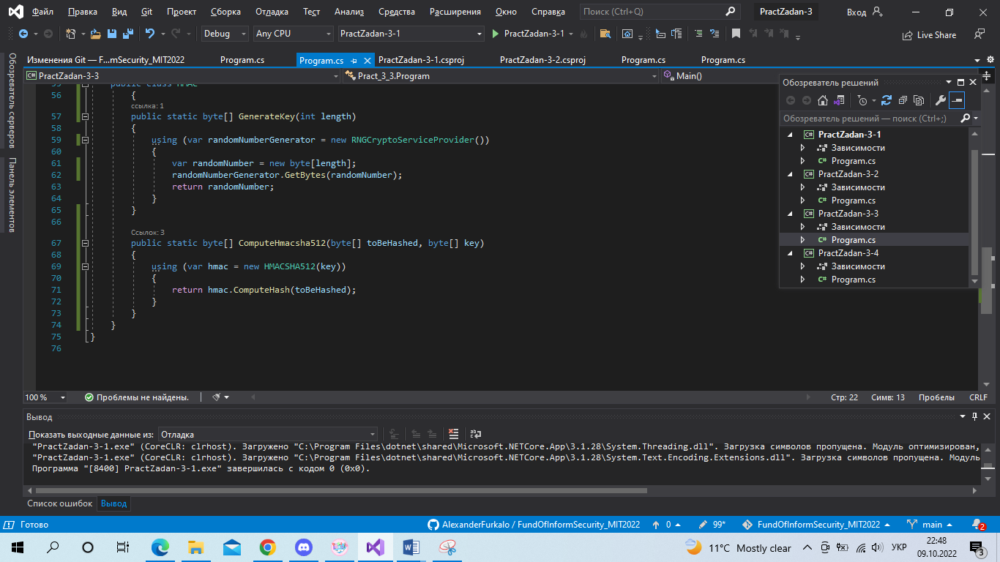 Файл Правка Вид Git Проект Сборка Отладка Тест Анализ Средства Расширения Окно Справка Поиск (Ctrl+Q) PractZadan-3 Вход
Debug Any CPU PractZadan-3-1 PractZadan-3-1 Live Share
Изменения Git — F...mSecurity_MIT2022 Program.cs Program.cs PractZadan-3-1.csproj PractZadan-3-2.csproj Program.cs Program.cs
PractZadan-3-3 Pract_3_3.Program Main()
Обозреватель серверов
Панель элементов
55 public class HMAC
56 {
ссылка: 1
57 public static byte[] GenerateKey(int length)
58 {
59 using (var randomNumberGenerator = new RNGCryptoServiceProvider())
60 {
61 var randomNumber = new byte[length];
62 randomNumberGenerator.GetBytes(randomNumber);
63 return randomNumber;
64 }
65 }
66
Ссылок: 3
67 public static byte[] ComputeHmacsha512(byte[] toBeHashed, byte[] key)
68 {
69 using (var hmac = new HMACSHA512(key))
70 {
71 return hmac.ComputeHash(toBeHashed);
72 }
73 }
74 }
75 }
76
Обозреватель решений
Обозреватель решений — поиск (Ctrl+;)
PractZadan-3-1
Зависимости
C# Program.cs
PractZadan-3-2
Зависимости
C# Program.cs
PractZadan-3-3
Зависимости
C# Program.cs
PractZadan-3-4
Зависимости
C# Program.cs
100 % Проблемы не найдены. Стр: 22 Симв: 13 Пробелы CRLF
Вывод
Показать выходные данные из: Отладка
"PractZadan-3-1.exe" (CoreCLR: clrhost). Загружено "C:\Program Files\dotnet\shared\Microsoft.NETCore.App\3.1.28\System.Threading.dll". Загрузка символов пропущена. Модуль оптимизирован,
"PractZadan-3-1.exe" (CoreCLR: clrhost). Загружено "C:\Program Files\dotnet\shared\Microsoft.NETCore.App\3.1.28\System.Text.Encoding.Extensions.dll". Загрузка символов пропущена. Модуль
Программа "[8400] PractZadan-3-1.exe" завершилась с кодом 0 (0x0).
Список ошибок Вывод
Готово AlexanderFurkalo / FundOfInformSecurity_MIT2022 0 99* FundOfInformSecurity_MIT2022 main 2
11°C Mostly clear УКР 22:48
09.10.2022 3